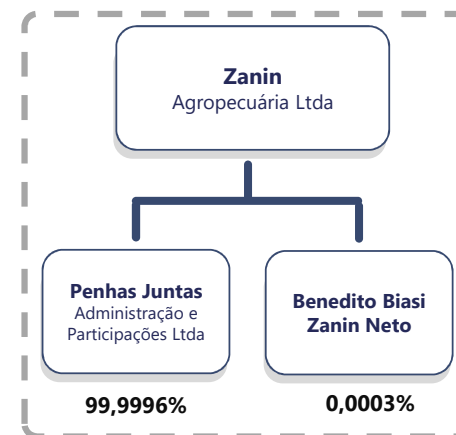 Zanin
Agropecuária Ltda
Penhas Juntas
Administração e
Participações Ltda
Benedito Biasi
Zanin Neto
99,9996%
0,0003%